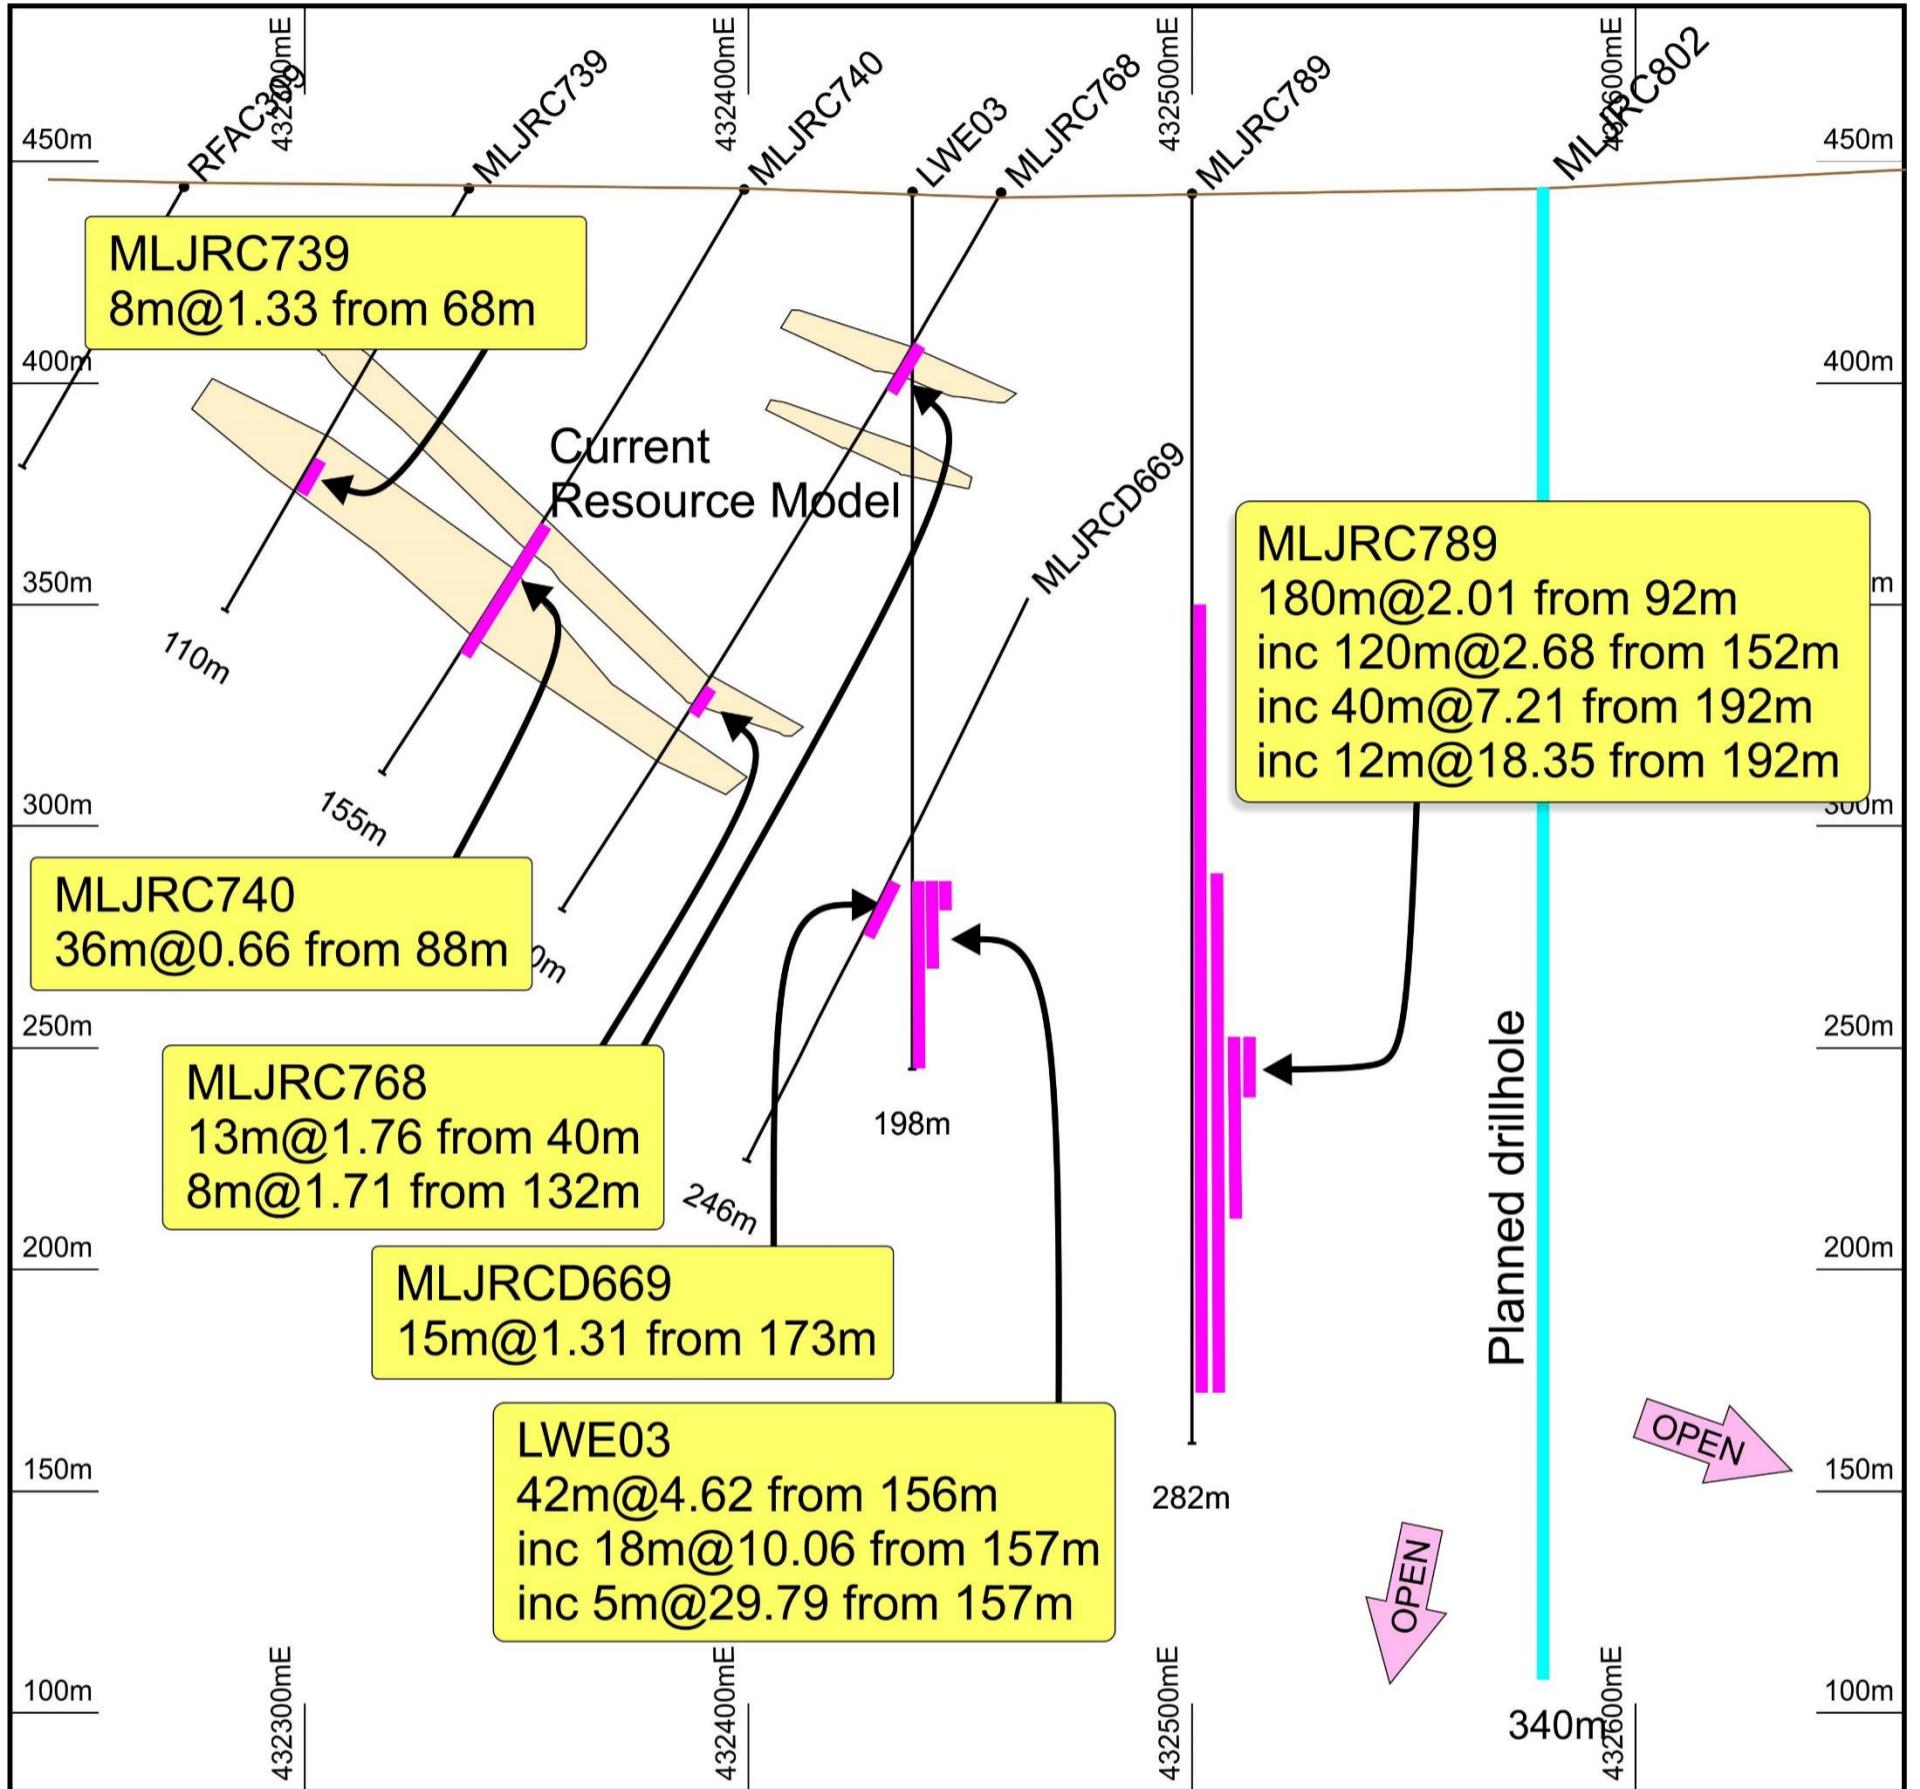 432300mE
432400mE
432500mE
432600mE
RFAC309
MLJRC739
MLJRC740
LWE03
MLJRC768
MLJRC789
MLJRC802
450m
450m
MLJRC739
8m@1.33 from 68m
400m
400m
Current
Resource Model
MLJRCD669
MLJRC789
180m@2.01 from 92m
inc 120m@2.68 from 152m
inc 40m@7.21 from 192m
inc 12m@18.35 from 192m
350m
m
110m
155m
300m
300m
MLJRC740
36m@0.66 from 88m
0m
250m
250m
MLJRC768
13m@1.76 from 40m
8m@1.71 from 132m
198m
246m
Planned drillhole
200m
200m
MLJRCD669
15m@1.31 from 173m
LWE03
42m@4.62 from 156m
inc 18m@10.06 from 157m
inc 5m@29.79 from 157m
OPEN
150m
150m
282m
OPEN
100m
100m
340m
432300mE
432400mE
432500mE
432600mE